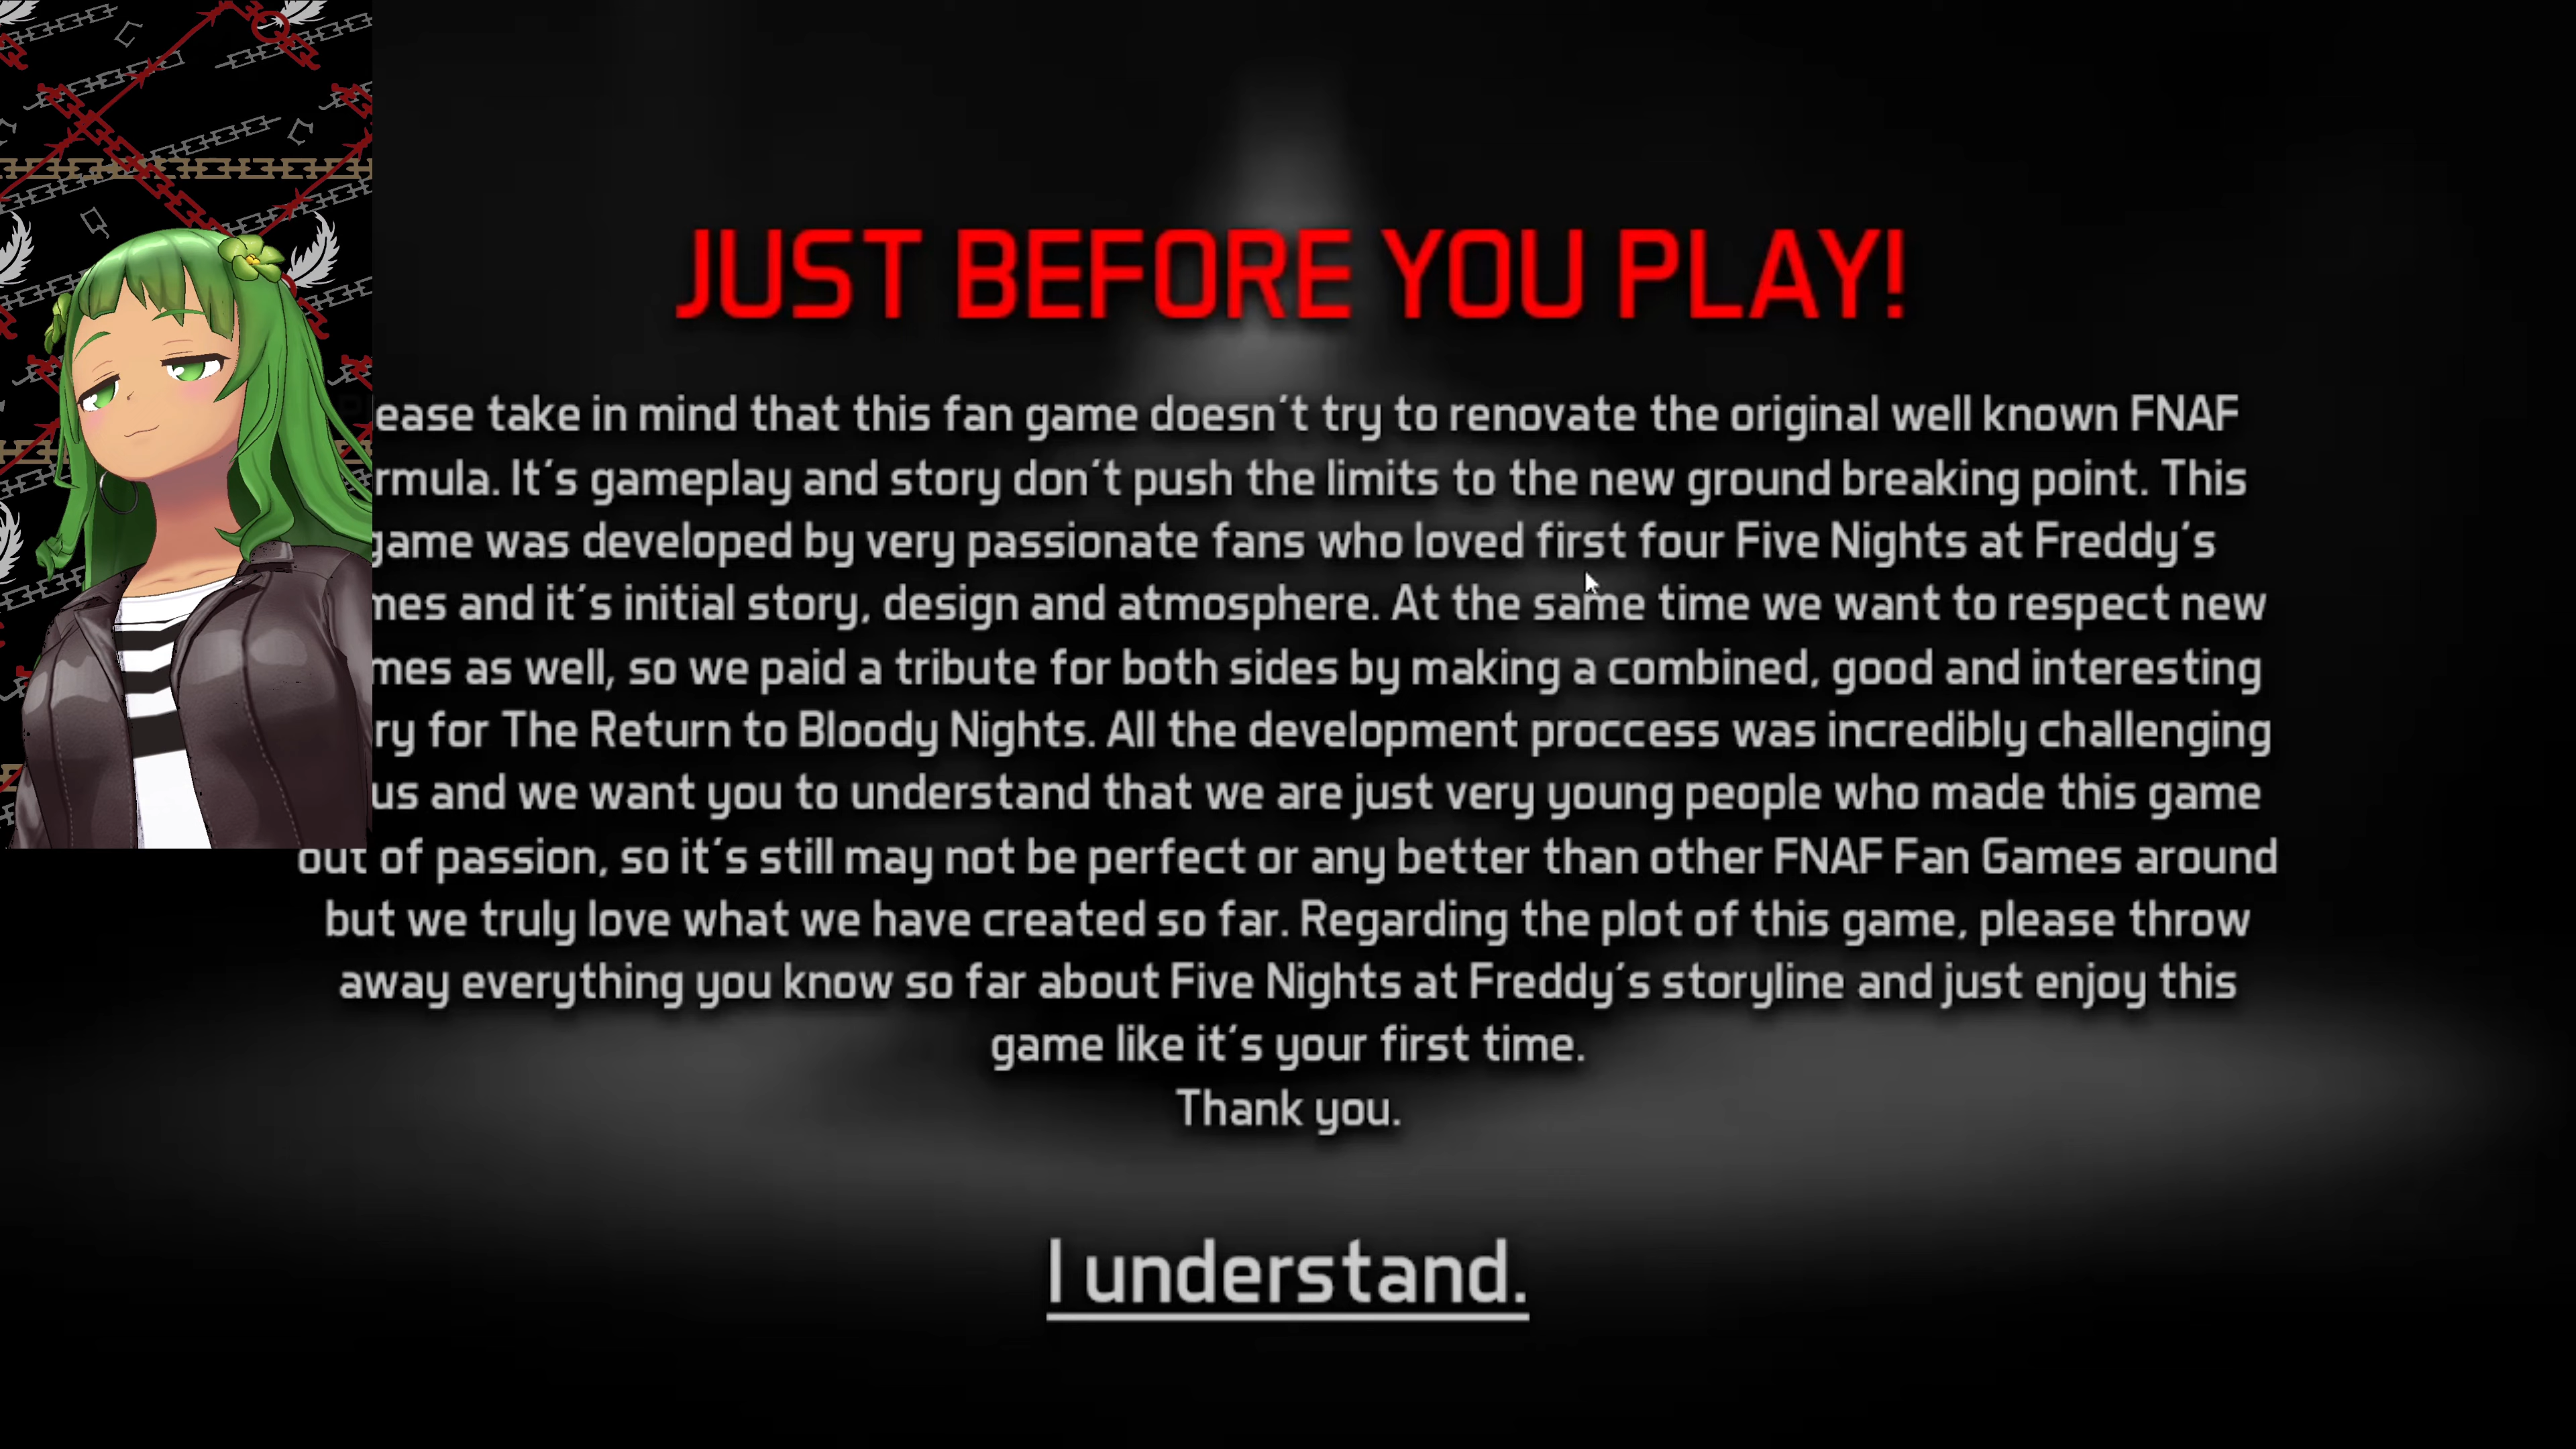 JUST BEFORE YOU PLAY!
take in mind that this fan game doesn't try to renovate the original well known FNAF
It's gameplay and story don't push the limits to the new ground breaking point. This
game was developed by very passionate fans who loved first four Five Nights at Freddy's
and it's initial story, design and atmosphere. At the same time we want to respect new
as well, so we paid a tribute for both sides by making a combined, good and interesting
for The Return to Bloody Nights. All the development proccess was incredibly challenging
us and we want you to understand that we are just very young people who made this game
out of passion, so it's still may not be perfect or any better than other FNAF Fan Games around
but we truly love what we have created so far. Regarding the plot of this game, please throw
away everything you know so far about Five Nights at Freddy's storyline and just enjoy this
game like it's your first time.
Thank you.
I understand.